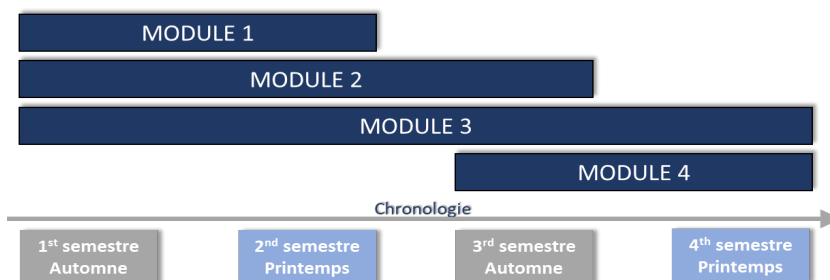 MODULE 1
MODULE 2
MODULE 3
MODULE 4
Chronologie
1st semestre
Automne
2nd semestre
Printemps
3rd semestre
Automne
4th semestre
Printemps